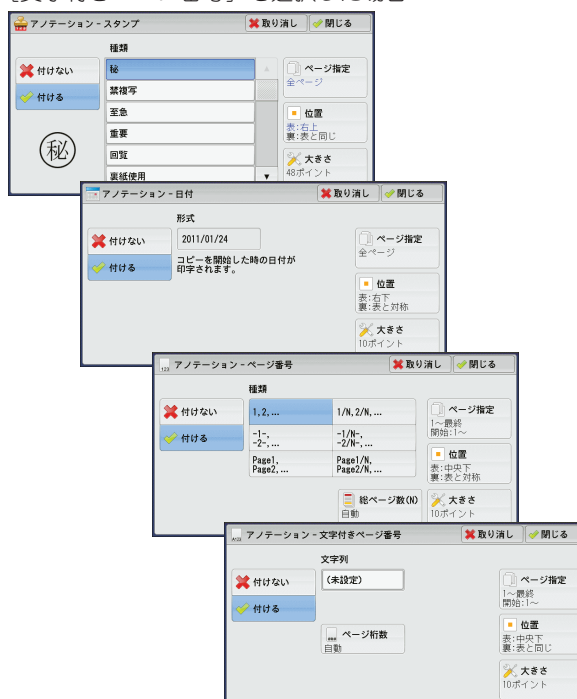 アノテーション - スタンプ
取り消し
閉じる
種類
付けない
付ける
秘
秘
禁複写
至急
重要
回覧
裏紙使用
ページ指定
全ページ
位置
表:右上
裏:表と同じ
大きさ
48ポイント
アノテーション - 日付
取り消し
閉じる
形式
付けない
付ける
2011/01/24
コピーを開始した時の日付が
印字されます。
ページ指定
全ページ
位置
表:右下
裏:表と対称
大きさ
10ポイント
123
アノテーション - ページ番号
取り消し
閉じる
種類
付けない
付ける
1,2,...
1/N,2/N,...
-1-,
-2-,...
-1/N-,
-2/N-,...
Page1,
Page2,...
Page1/N,
Page2/N,...
総ページ数(N)
自動
ページ指定
1～最終
開始:1～
位置
表:中央下
裏:表と対称
大きさ
10ポイント
アノテーション - 文字付きページ番号
取り消し
閉じる
文字列
付けない
付ける
(未設定)
ページ桁数
自動
ページ指定
1～最終
開始:1～
位置
表:中央下
裏:表と同じ
大きさ
10ポイント